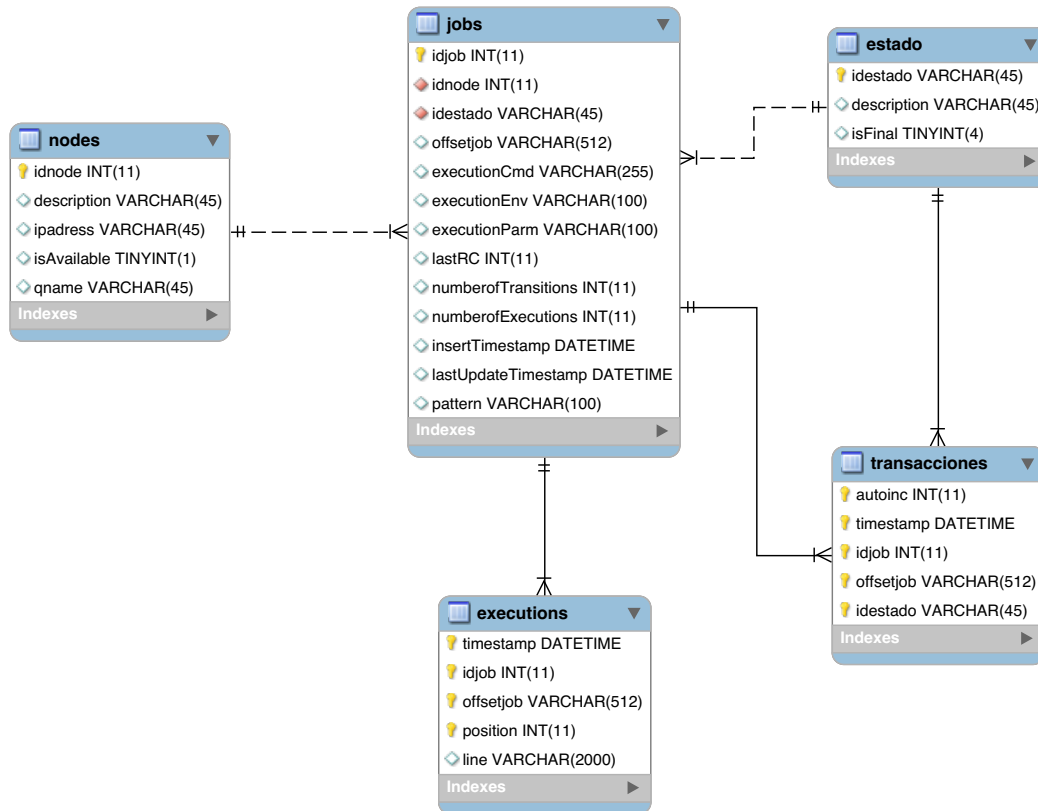 nodes
idnode INT(11)
description VARCHAR(45)
ipadress VARCHAR(45)
isAvailable TINYINT(1)
qname VARCHAR(45)
Indexes
jobs
idjob INT(11)
idnode INT(11)
idestado VARCHAR(45)
offsetjob VARCHAR(512)
executionCmd VARCHAR(255)
executionEnv VARCHAR(100)
executionParm VARCHAR(100)
lastRC INT(11)
numberofTransitions INT(11)
numberofExecutions INT(11)
insertTimestamp DATETIME
lastUpdateTimestamp DATETIME
pattern VARCHAR(100)
Indexes
estado
idestado VARCHAR(45)
description VARCHAR(45)
isFinal TINYINT(4)
Indexes
executions
timestamp DATETIME
idjob INT(11)
offsetjob VARCHAR(512)
position INT(11)
line VARCHAR(2000)
Indexes
transacciones
autoinc INT(11)
timestamp DATETIME
idjob INT(11)
offsetjob VARCHAR(512)
idestado VARCHAR(45)
Indexes